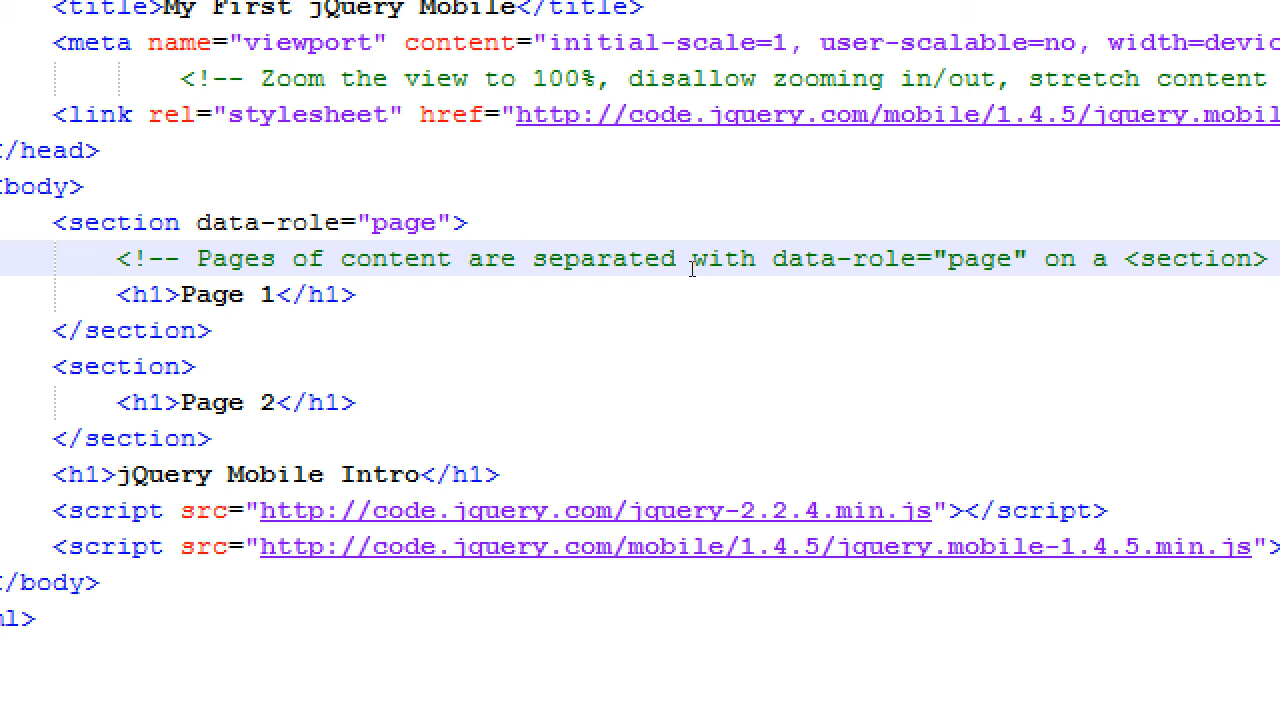 <title>My First jQuery Mobile</title>
<meta name="viewport" content="initial-scale=1, user-scalable=no, width=devic
<!-- Zoom the view to 100%, disallow zooming in/out, stretch content
<link rel="stylesheet" href="http://code.jquery.com/mobile/1.4.5/jquery.mobil
/head>
body>
<section data-role="page">
<!-- Pages of content are separated with data-role="page" on a <section>
<h1>Page 1</h1>
</section>
<section>
<h1>Page 2</h1>
</section>
<h1>jQuery Mobile Intro</h1>
<script src="http://code.jquery.com/jquery-2.2.4.min.js"></script>
<script src="http://code.jquery.com/mobile/1.4.5/jquery.mobile-1.4.5.min.js">
/body>
ml>